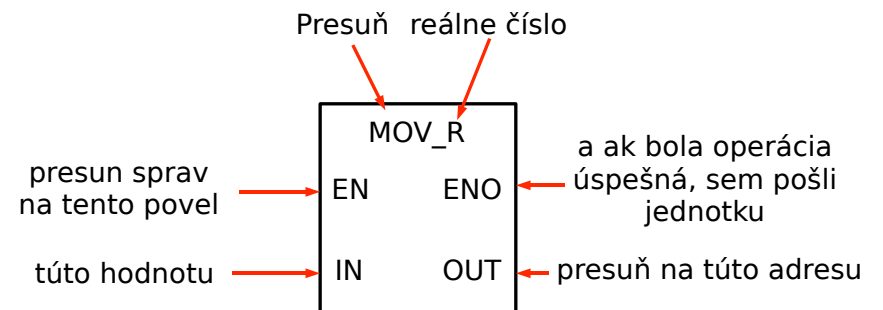 Presuň reálne číslo
MOV_R
presun sprav
na tento povel
EN
ENO
a ak bola operácia
úspešná, sem pošli
jednotku
túto hodnotu
IN
OUT
presuň na túto adresu